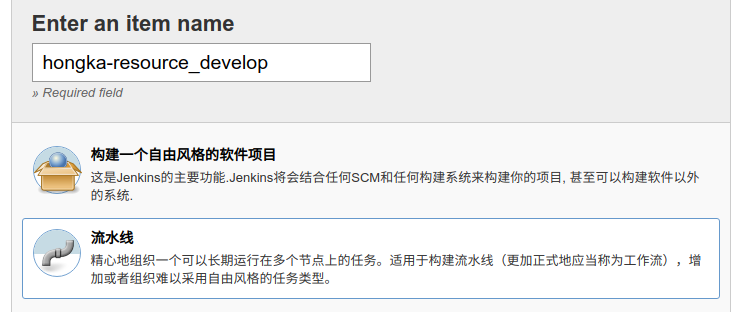 Enter an item name
hongka-resource_develop
» Required field
构建一个自由风格的软件项目
这是Jenkins的主要功能.Jenkins将会结合任何SCM和任何构建系统来构建你的项目, 甚至可以构建软件以外
的系统.
流水线
精心地组织一个可以长期运行在多个节点上的任务。适用于构建流水线（更加正式地应当称为工作流），增
加或者组织难以采用自由风格的任务类型。